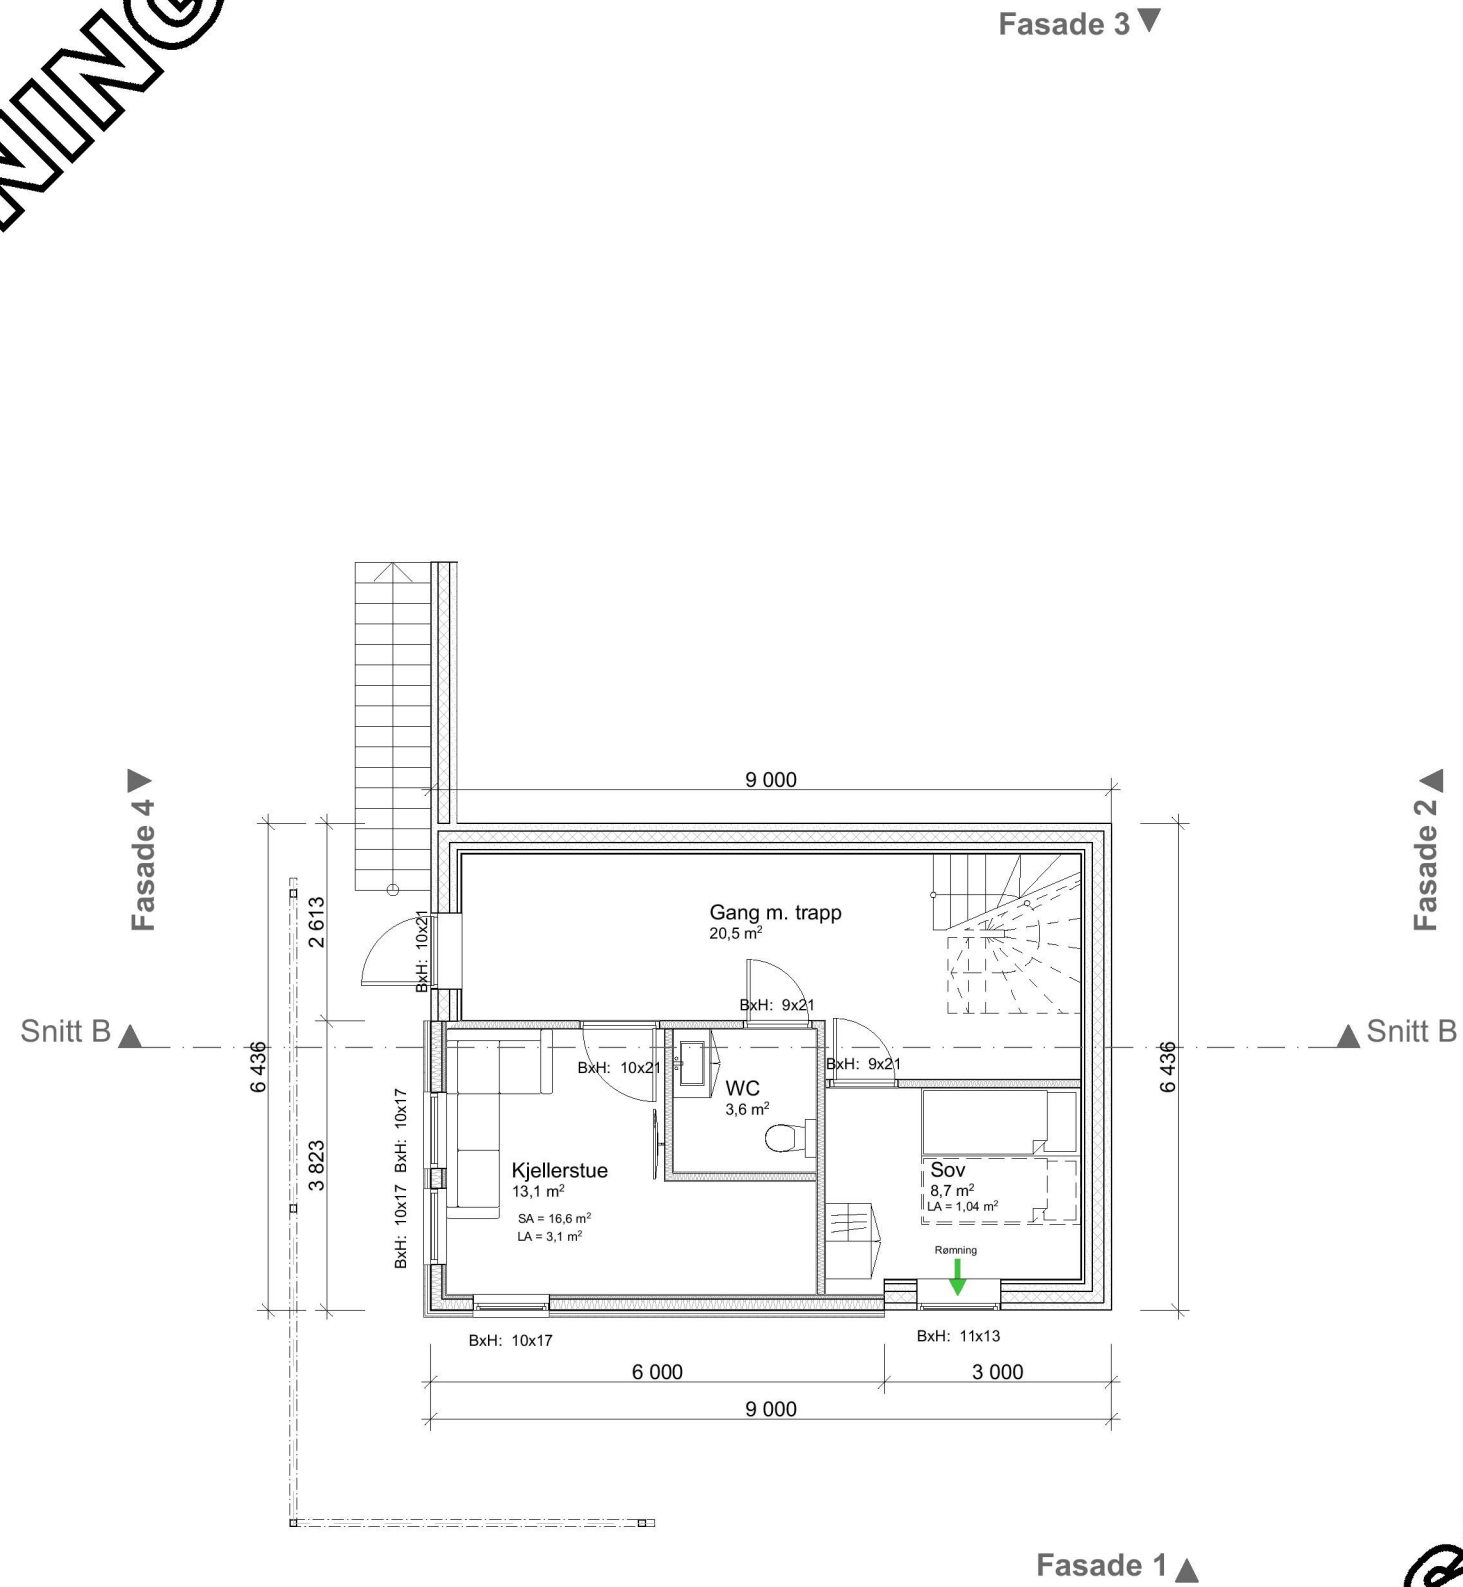 NING
Fasade 3
9 000
Fasade 4
Fasade 2
2 613
BxH: 10x21
Gang m. trapp
20,5 m²
BxH: 9x21
Snitt B
Snitt B
6 436
6 436
BxH: 10x21
BxH: 9x21
WC
3,6 m²
BxH: 10x17
3 823
Kjellerstue
13,1 m²
SA = 16,6 m²
LA = 3,1 m²
Sov
8,7 m²
LA = 1,04 m²
BxH: 10x17
Rømning
BxH: 10x17
BxH: 11x13
6 000
3 000
9 000
Fasade 1